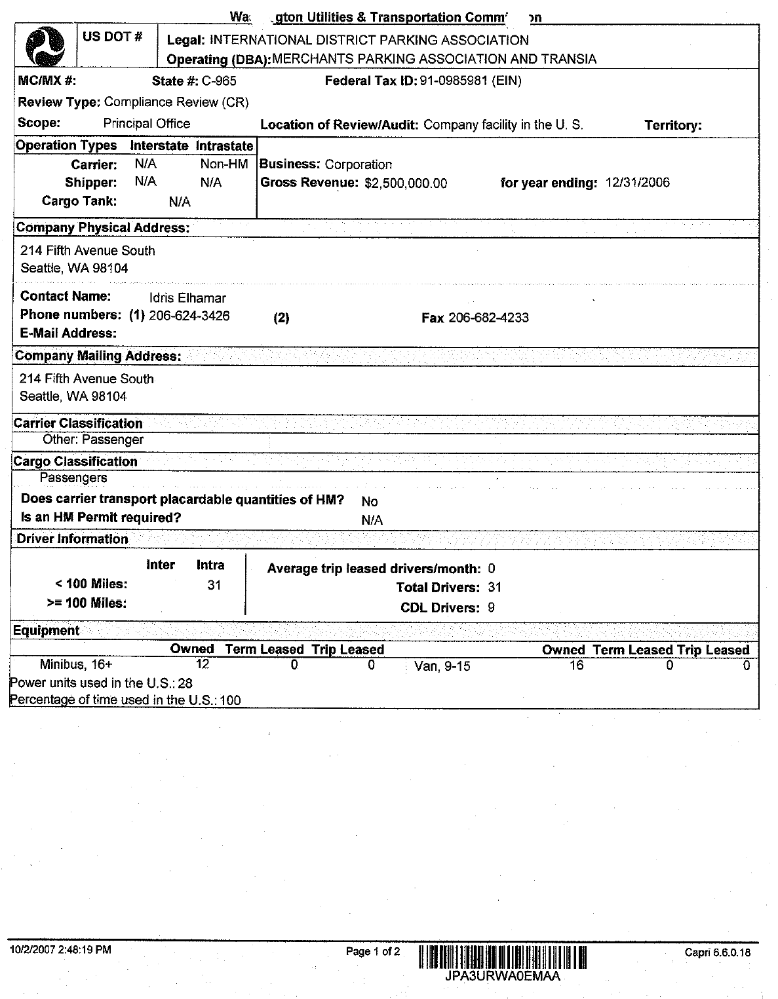 Wa gton Utilities & Transportation Comm on
US DOT # Legal: INTERNATIONAL DISTRICT PARKING ASSOCIATION
Operating (DBA): MERCHANTS PARKING ASSOCIATION AND TRANSIA
MC/MX #: State #: C-965 Federal Tax ID: 91-0985981 (EIN)
Review Type: Compliance Review (CR)
Scope: Principal Office Location of Review/Audit: Company facility in the U. S. Territory:
Operation Types Interstate Intrastate
Carrier: N/A Non-HM Business: Corporation
Shipper: N/A N/A Gross Revenue: $2,500,000.00 for year ending: 12/31/2006
Cargo Tank: N/A
Company Physical Address:
214 Fifth Avenue South
Seattle, WA 98104
Contact Name: Idris Elhamar
Phone numbers: (1) 206-624-3426 (2) Fax 206-682-4233
E-Mail Address:
Company Mailing Address:
214 Fifth Avenue South
Seattle, WA 98104
Carrier Classification
Other: Passenger
Cargo Classification
Passengers
Does carrier transport placardable quantities of HM? No
Is an HM Permit required? N/A
Driver Information
Inter Intra Average trip leased drivers/month: 0
< 100 Miles: 31 Total Drivers: 31
>= 100 Miles: CDL Drivers: 9
Equipment
Owned Term Leased Trip Leased Owned Term Leased Trip Leased
Minibus, 16+ 12 0 0 Van, 9-15 16 0 0
Power units used in the U.S.: 28
Percentage of time used in the U.S.: 100
10/2/2007 2:48:19 PM Page 1 of 2 Capri 6.6.0.18
JPA3URWA0EMAA